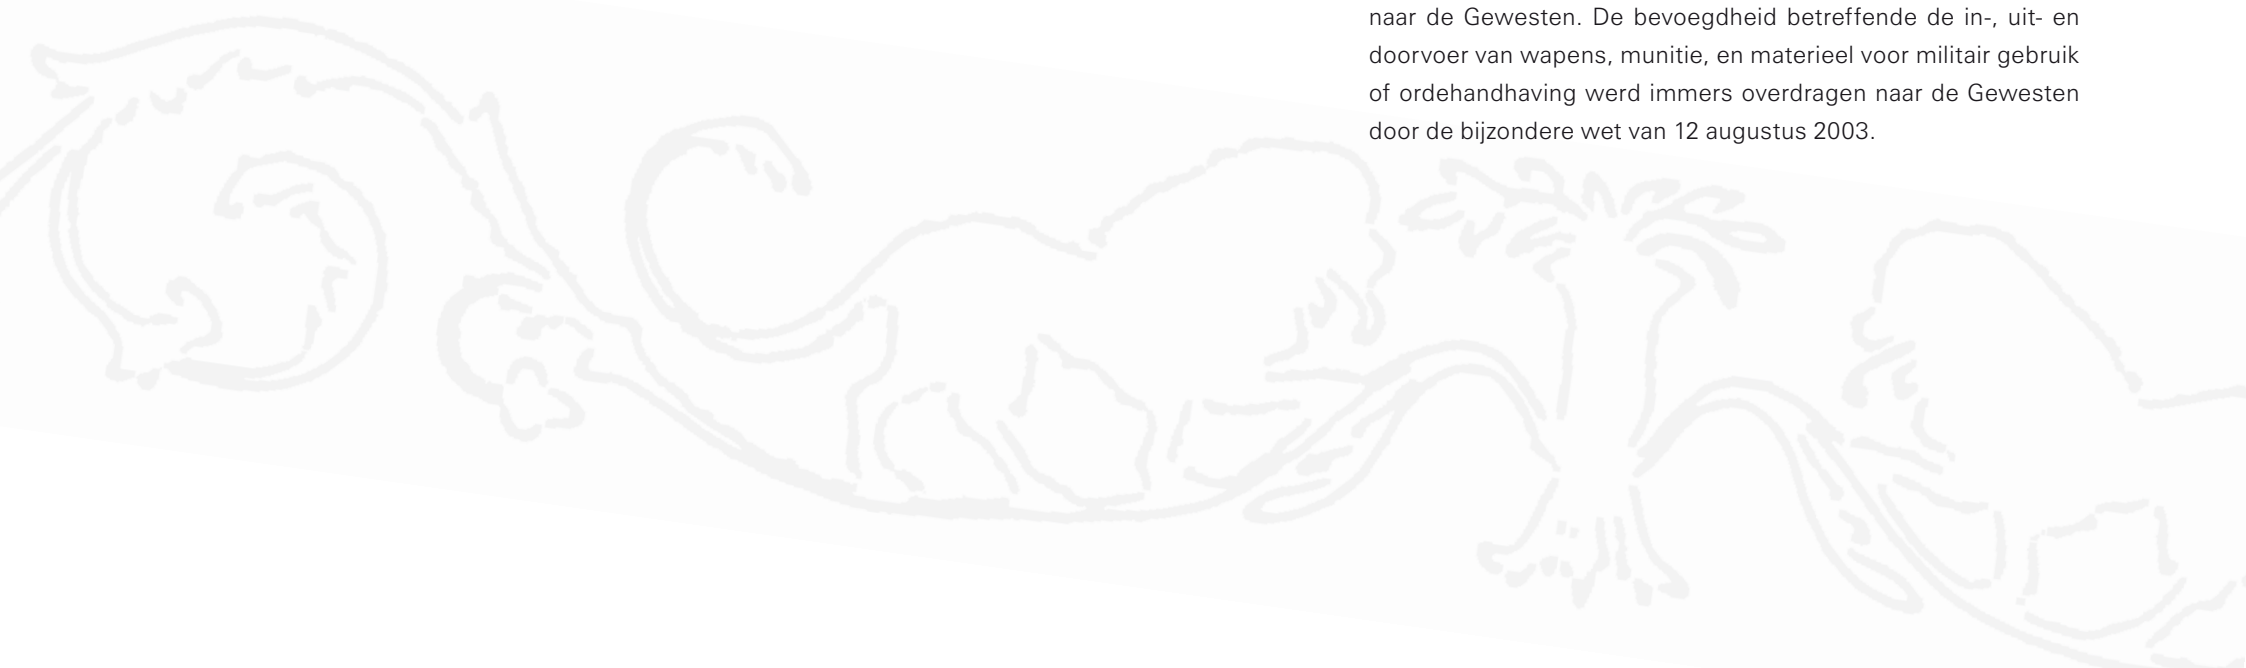 naar de Gewesten. De bevoegdheid betreffende de in-, uit- en
doorvoer van wapens, munitie, en materieel voor militair gebruik
of ordehandhaving werd immers overdragen naar de Gewesten
door de bijzondere wet van 12 augustus 2003.